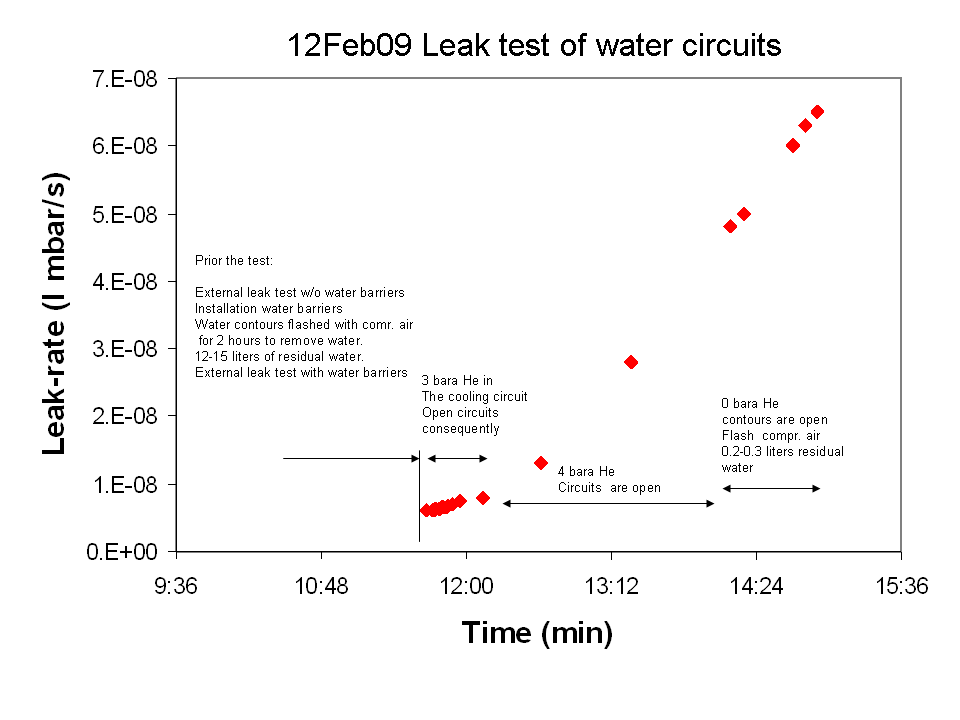 12Feb09 Leak test of water circuits
7.E-08
6.E-08
5.E-08
4.E-08
3.E-08
2.E-08
1.E-08
0.E+00
Leak-rate (l mbar/s)
Prior the test:
External leak test w/o water barriers
Installation water barriers
Water contours flashed with comr. air
for 2 hours to remove water.
12-15 liters of residual water.
External leak test with water barriers
3 bara He in
The cooling circuit
Open circuits
consequently
4 bara He
Circuits are open
0 bara He
contours are open
Flash compr. air
0.2-0.3 liters residual
water
9:36
10:48
12:00
13:12
14:24
15:36
Time (min)